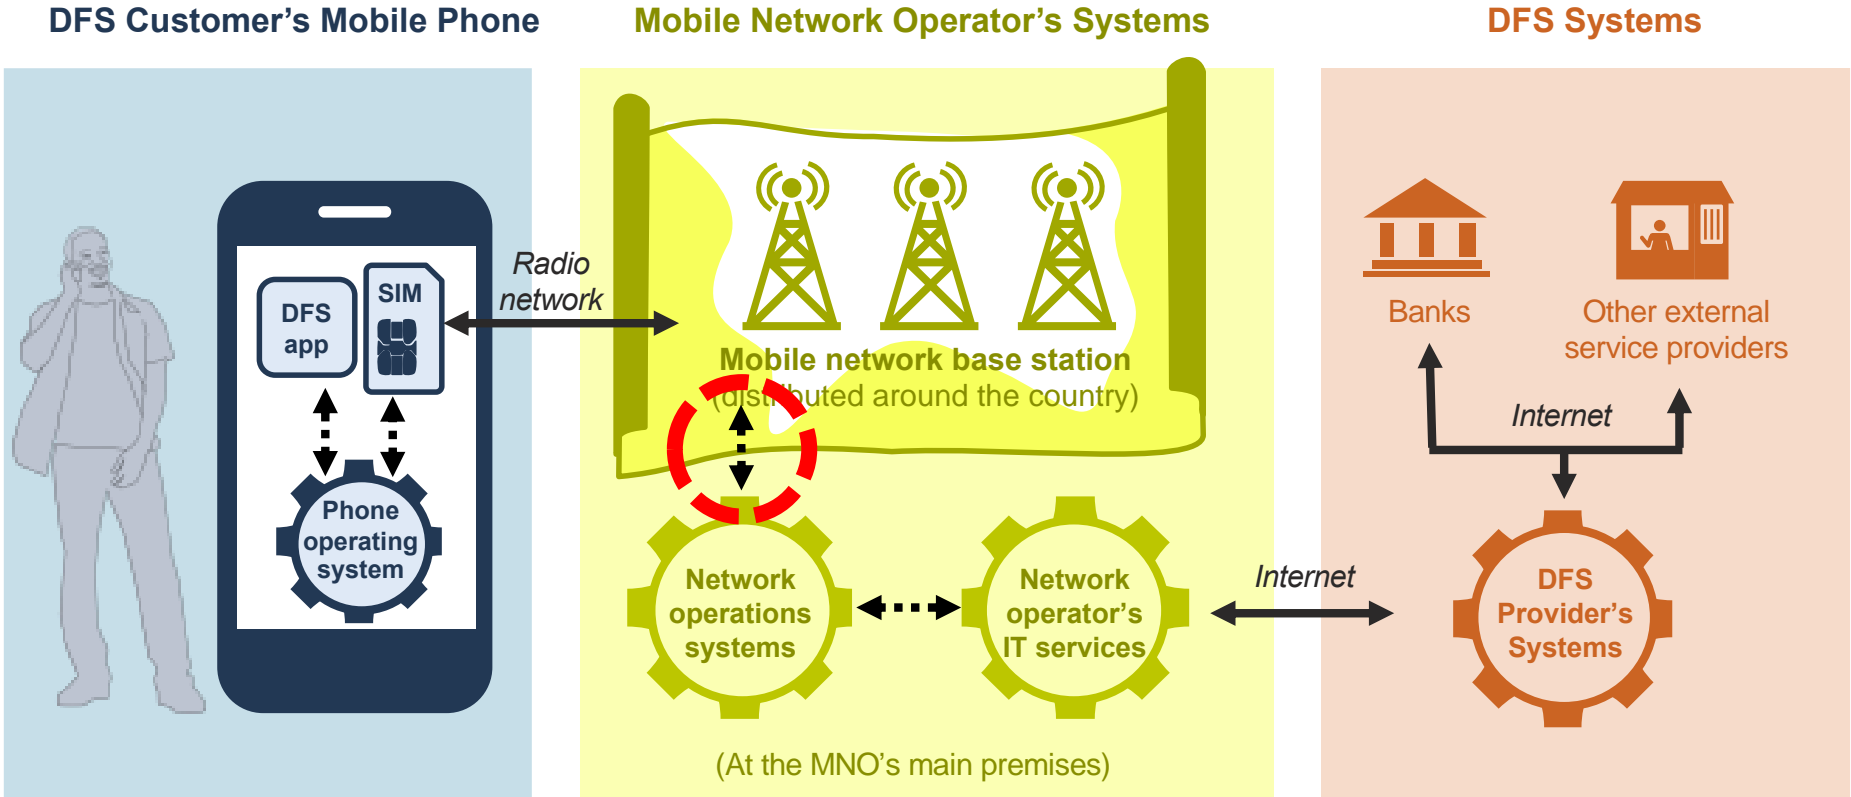 DFS Customer’s Mobile Phone
Mobile Network Operator’s Systems
DFS Systems
DFS
app
SIM
Phone
operating
system
Radio
network
Mobile network base station
(distributed around the country)
Network
operations
systems
Network
operator’s
IT services
(At the MNO’s main premises)
Internet
Banks
Other external
service providers
Internet
DFS
Provider’s
Systems